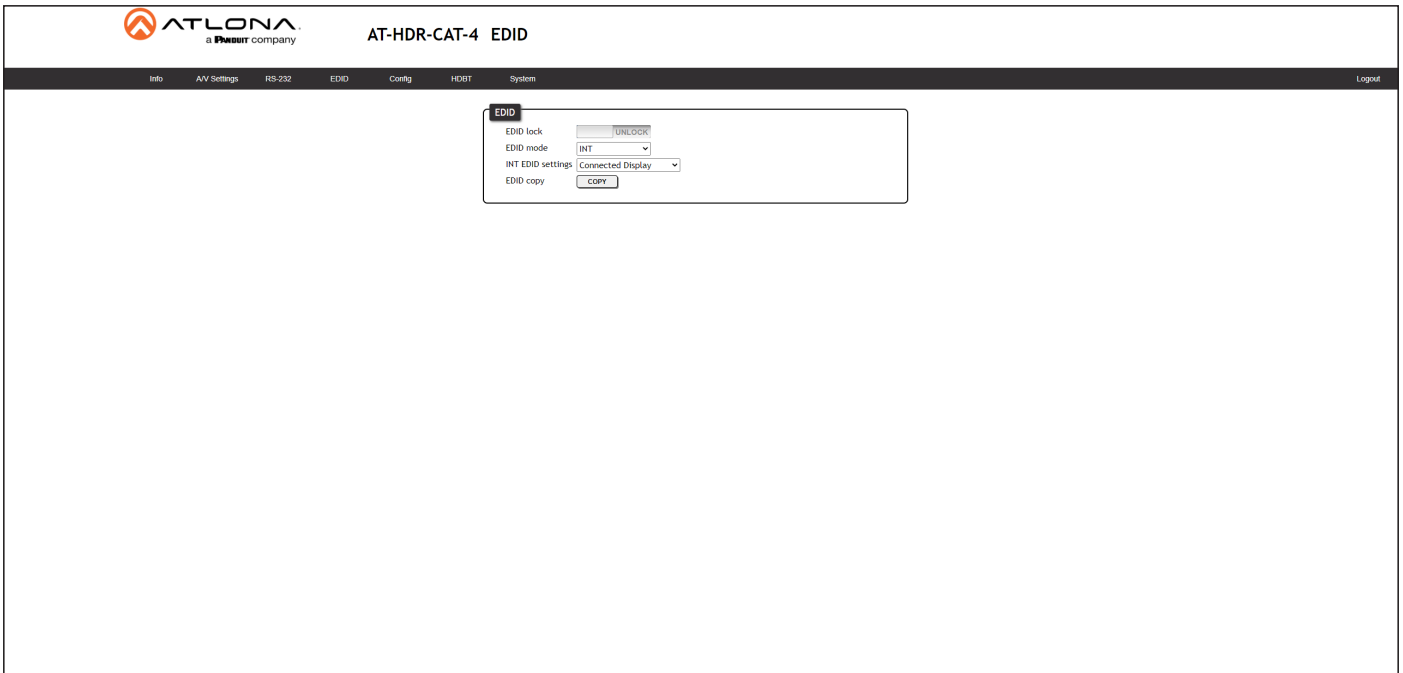 ATLONA.
a PANDUIT company
AT-HDR-CAT-4 EDID
Info A/V Settings RS-232 EDID Config HDBT System Logout
EDID
EDID lock UNLOCK
EDID mode INT
INT EDID settings Connected Display
EDID copy COPY